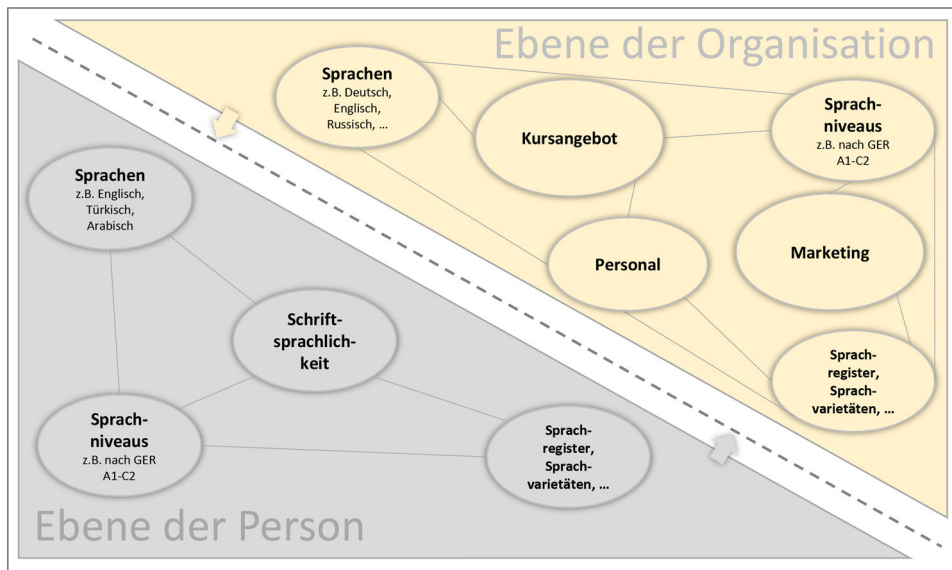 Ebene der Organisation
Sprachen
z.B. Deutsch,
Englisch,
Russisch, ...
Kursangebot
Sprach-
niveaus
z.B. nach GER
A1-C2
Personal
Marketing
Sprach-
register,
Sprach-
varietäten, ...
Sprachen
z.B. Englisch,
Türkisch,
Arabisch
Schrift-
sprachlich-
keit
Sprach-
niveaus
z.B. nach GER
A1-C2
Sprach-
register,
Sprach-
varietäten, ...
Ebene der Person